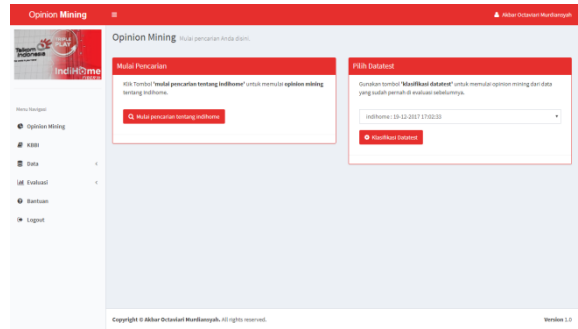 Opinion Mining
Akbar Octaviari Murdiansyah
Telkom
Indonesia
TRIPLE
PLAY
IndiHome
Opinion Mining Mulai pencarian Anda disini.
Mulai Pencarian
Klik Tombol "mulai pencarian tentang Indihome" untuk memulai opinion mining
tentang Indihome.
Mulai pencarian tentang indihome
Pilih Datatest
Gunakan tombol "klasifikasi datatest" untuk memulai opinion mining dari data
yang sudah pernah di evaluasi sebelumnya.
indihome : 19-12-2017 17:02:33
Klasifikasi Datatest
Menu Navigasi
Opinion Mining
KBBI
Data
Evaluasi
Bantuan
Logout
Copyright © Akbar Octaviari Murdiansyah. All rights reserved.
Version 1.0